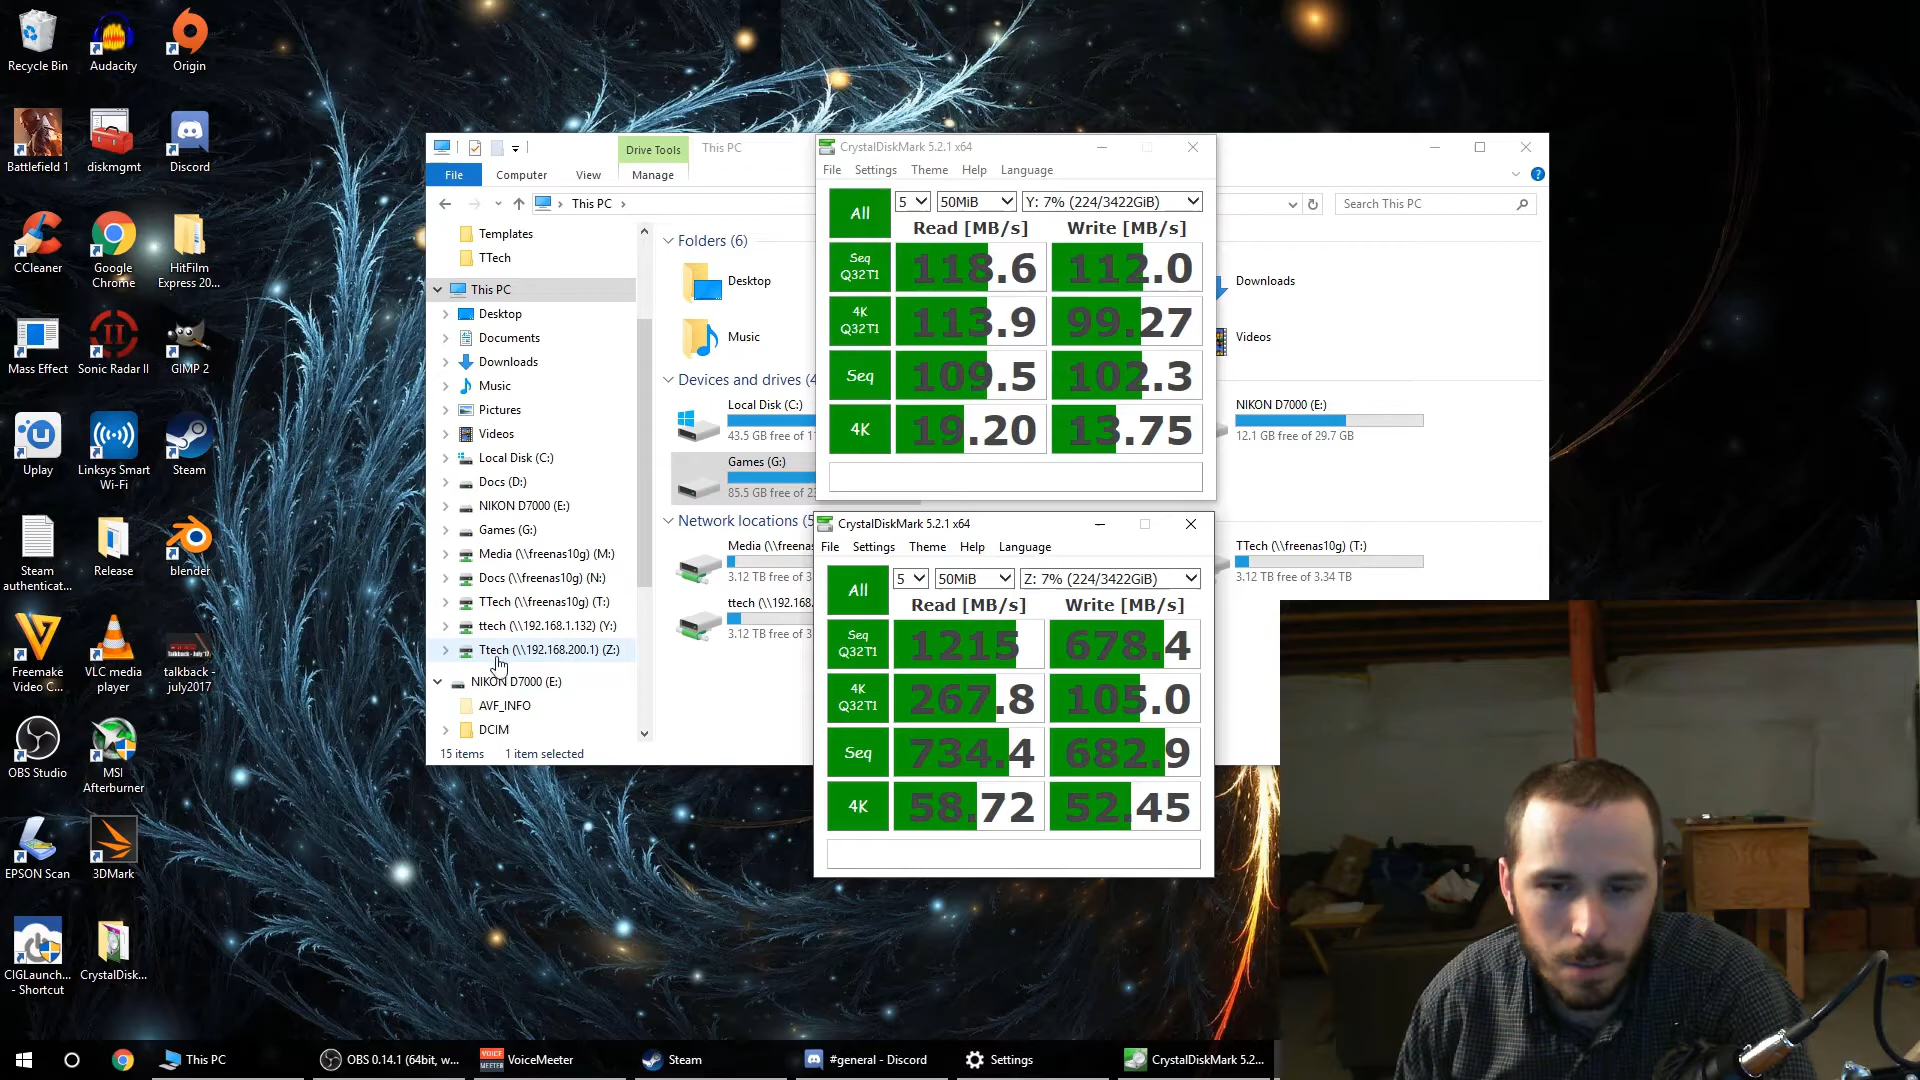 Recycle Bin
Audacity
Origin
Battlefield 1
diskmgmt
Discord
CCleaner
Google
Chrome
HitFilm
Express 20...
Mass Effect
Sonic Radar II
GIMP 2
Uplay
Linksys Smart
Wi-Fi
Steam
Steam
authenticat...
Release
blender
Freemake
Video C...
VLC media
player
talkback -
july2017
OBS Studio
MSI
Afterburner
EPSON Scan
3DMark
CIGLaunch...
- Shortcut
CrystalDisk...
Drive Tools
This PC
File
Computer
View
Manage
This PC
Search This PC
Templates
TTech
This PC
Desktop
Documents
Downloads
Music
Pictures
Videos
Local Disk (C:)
Docs (D:)
NIKON D7000 (E:)
Games (G:)
Media (\\freenas10g) (M:)
Docs (\\freenas10g) (N:)
TTech (\\freenas10g) (T:)
ttech (\\192.168.1.132) (Y:)
Ttech (\\192.168.200.1) (Z:)
NIKON D7000 (E:)
AVF_INFO
DCIM
15 items
1 item selected
Folders (6)
Desktop
Downloads
Music
Videos
Devices and drives (4
Local Disk (C:)
43.5 GB free of 11
NIKON D7000 (E:)
12.1 GB free of 29.7 GB
Games (G:)
85.5 GB free of 23
Network locations (5
Media (\\freenas
3.12 TB free of 3
TTech (\\freenas10g) (T:)
3.12 TB free of 3.34 TB
ttech (\\192.168.
3.12 TB free of 3
CrystalDiskMark 5.2.1 x64
File
Settings
Theme
Help
Language
All
5
50MiB
Y: 7% (224/3422GiB)
Read [MB/s]
Write [MB/s]
Seq
Q32T1
118.6
112.0
4K
Q32T1
113.9
99.27
Seq
109.5
102.3
4K
19.20
13.75
CrystalDiskMark 5.2.1 x64
File
Settings
Theme
Help
Language
All
5
50MiB
Z: 7% (224/3422GiB)
Read [MB/s]
Write [MB/s]
Seq
Q32T1
1215
678.4
4K
Q32T1
267.8
105.0
Seq
734.4
682.9
4K
58.72
52.45
This PC
OBS 0.14.1 (64bit, w...
VOICE
MEETER
VoiceMeeter
Steam
#general - Discord
Settings
CrystalDiskMark 5.2...